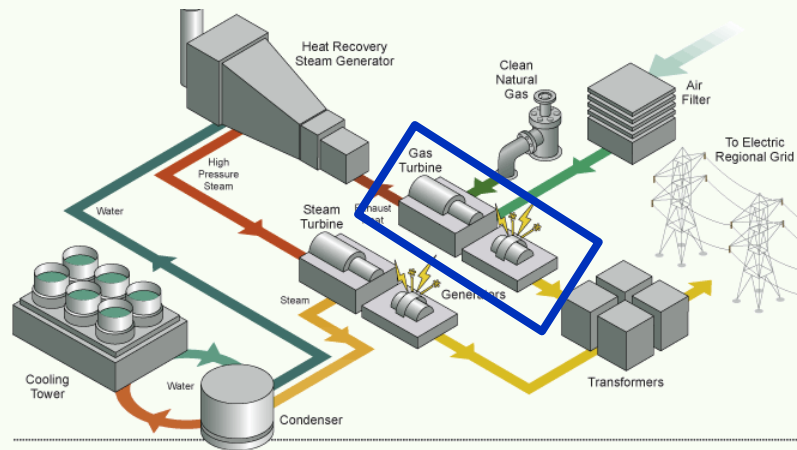 Heat Recovery
Steam Generator
Clean
Natural
Gas
Air
Filter
To Electric
Regional Grid
Gas
Turbine
High
Pressure
Steam
Exhaust
Heat
Water
Steam
Turbine
Steam
Generators
Transformers
Cooling
Tower
Water
Condenser